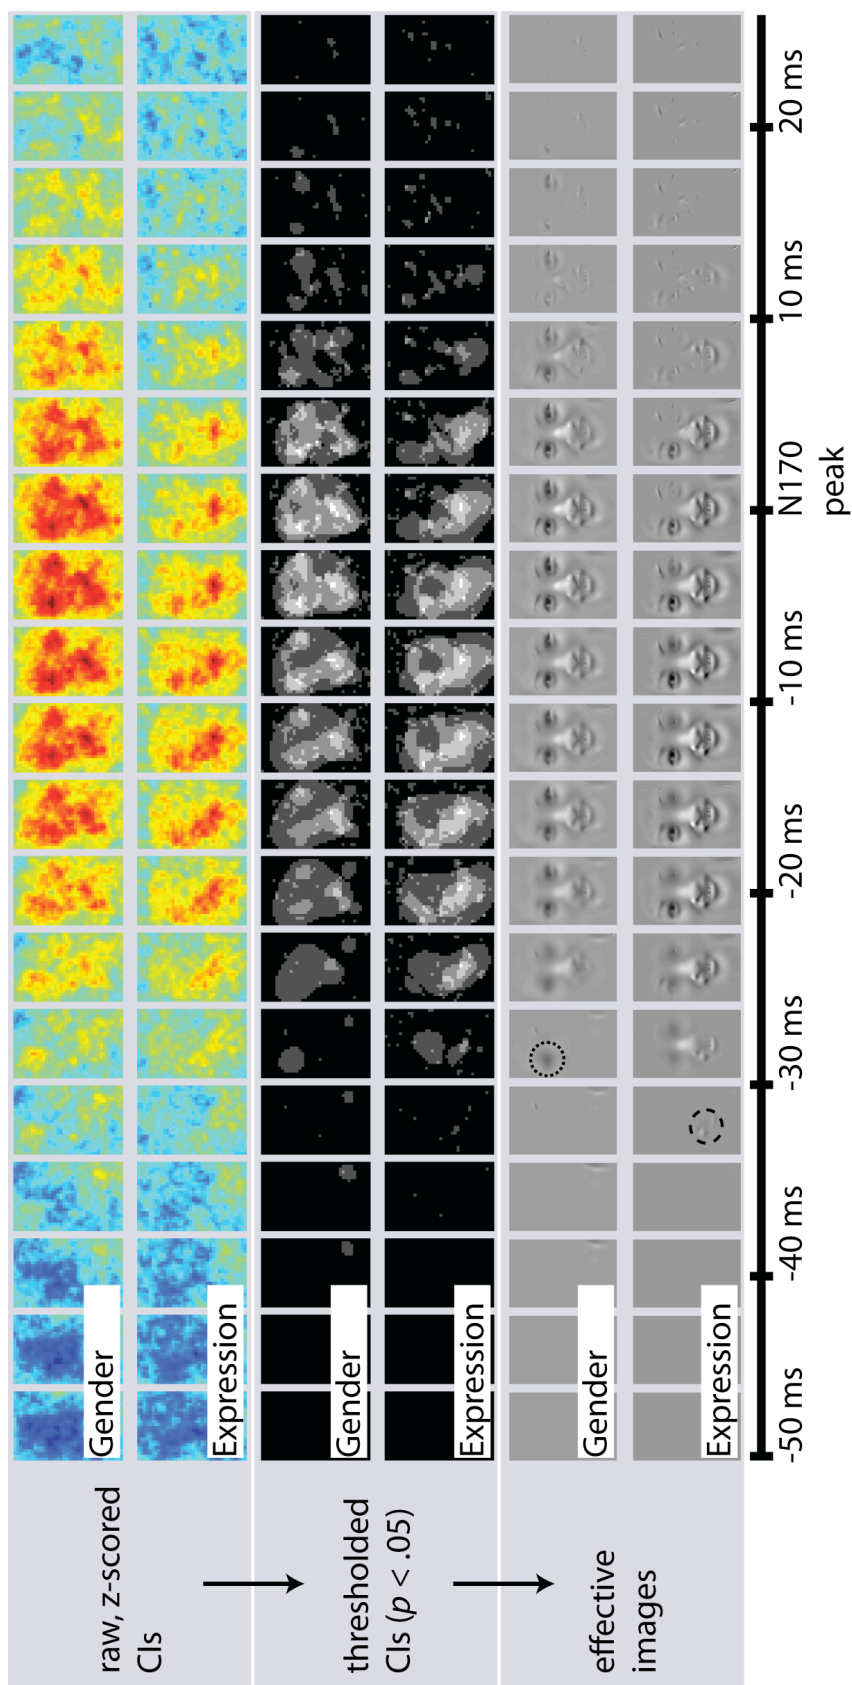 raw, z-scored
CIs
Gender
Expression
thresholded
CIs (p < .05)
Gender
Expression
effective
images
Gender
Expression
-50 ms
-40 ms
-30 ms
-20 ms
-10 ms
N170
peak
10 ms
20 ms